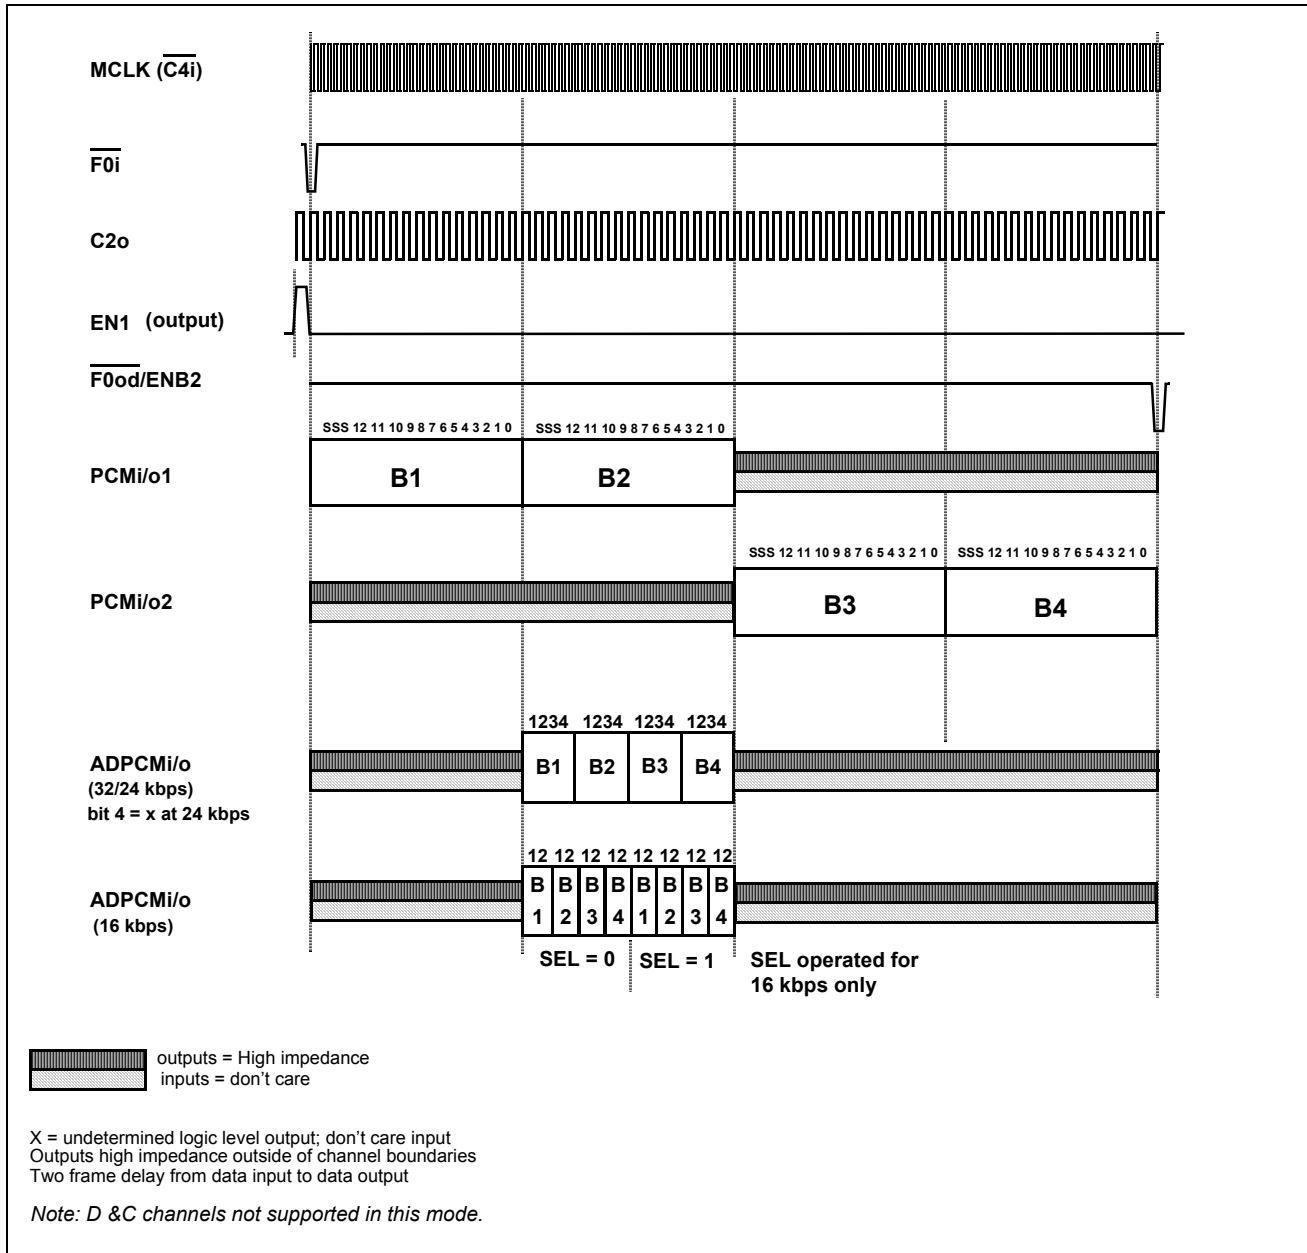 MCLK (C4i)
F0i
C2o
EN1 (output)
F0od/ENB2
SSS 12 11 10 9 8 7 6 5 4 3 2 1 0 SSS 12 11 10 9 8 7 6 5 4 3 2 1 0
PCMi/o1 B1 B2
SSS 12 11 10 9 8 7 6 5 4 3 2 1 0 SSS 12 11 10 9 8 7 6 5 4 3 2 1 0
PCMi/o2 B3 B4
1234 1234 1234 1234
ADPCMi/o B1 B2 B3 B4
(32/24 kbps)
bit 4 = x at 24 kbps
12 12 12 12 12 12 12 12
B B B B B B B B
ADPCMi/o
1 2 3 4 1 2 3 4
(16 kbps)
SEL = 0 SEL = 1 SEL operated for
16 kbps only
outputs = High impedance
inputs = don't care
X = undetermined logic level output; don't care input
Outputs high impedance outside of channel boundaries
Two frame delay from data input to data output
Note: D &C channels not supported in this mode.